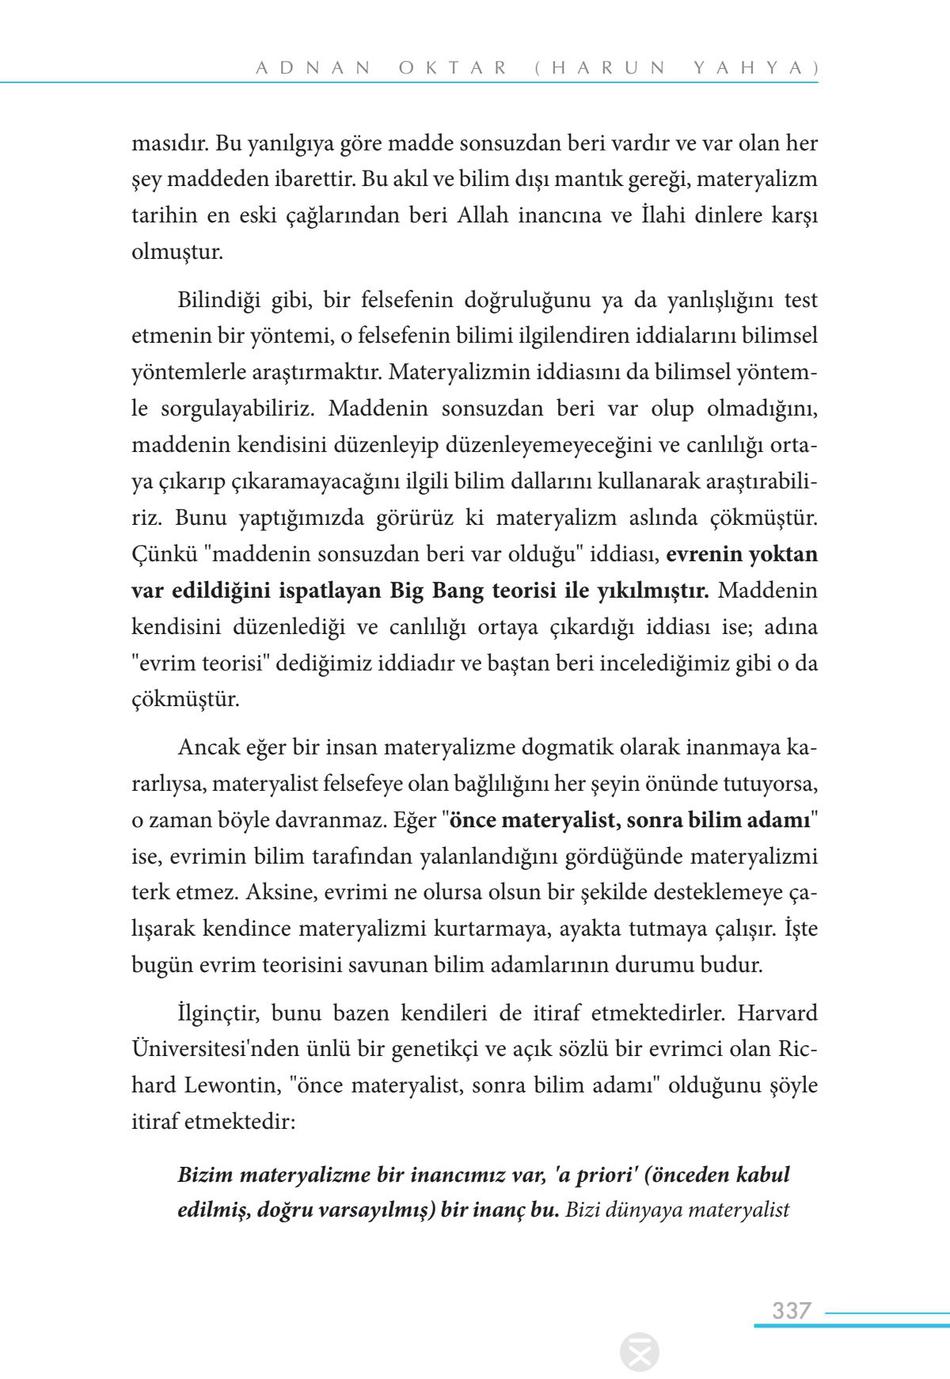 ADNAN OKTAR (HARUN YAHYA)
masıdır. Bu yanılgıya göre madde sonsuzdan beri vardır ve var olan her
şey maddeden ibarettir. Bu akıl ve bilim dışı mantık gereği, materyalizm
tarihin en eski çağlarından beri Allah inancına ve İlahi dinlere karşı
olmuştur.
Bilindiği gibi, bir felsefenin doğruluğunu ya da yanlışlığını test
etmenin bir yöntemi, o felsefenin bilimi ilgilendiren iddialarını bilimsel
yöntemlerle araştırmaktır. Materyalizmin iddiasını da bilimsel yöntem-
le sorgulayabiliriz. Maddenin sonsuzdan beri var olup olmadığını,
maddenin kendisini düzenleyip düzenleyemeyeceğini ve canlılığı orta-
ya çıkarıp çıkaramayacağını ilgili bilim dallarını kullanarak araştırabili-
riz. Bunu yaptığımızda görürüz ki materyalizm aslında çökmüştür.
Çünkü "maddenin sonsuzdan beri var olduğu" iddiası, evrenin yoktan
var edildiğini ispatlayan Big Bang teorisi ile yıkılmıştır. Maddenin
kendisini düzenlediği ve canlılığı ortaya çıkardığı iddiası ise; adına
"evrim teorisi" dediğimiz iddiadır ve baştan beri incelediğimiz gibi o da
çökmüştür.
Ancak eğer bir insan materyalizme dogmatik olarak inanmaya ka-
rarlıysa, materyalist felsefeye olan bağlılığını her şeyin önünde tutuyorsa,
o zaman böyle davranmaz. Eğer "önce materyalist, sonra bilim adamı"
ise, evrimin bilim tarafından yalanlandığını gördüğünde materyalizmi
terk etmez. Aksine, evrimi ne olursa olsun bir şekilde desteklemeye ça-
lışarak kendince materyalizmi kurtarmaya, ayakta tutmaya çalışır. İşte
bugün evrim teorisini savunan bilim adamlarının durumu budur.
İlginçtir, bunu bazen kendileri de itiraf etmektedirler. Harvard
Üniversitesi'nden ünlü bir genetikçi ve açık sözlü bir evrimci olan Ric-
hard Lewontin, "önce materyalist, sonra bilim adamı" olduğunu şöyle
itiraf etmektedir:
Bizim materyalizme bir inancımız var, 'a priori' (önceden kabul
edilmiş, doğru varsayılmış) bir inanç bu. Bizi dünyaya materyalist
337